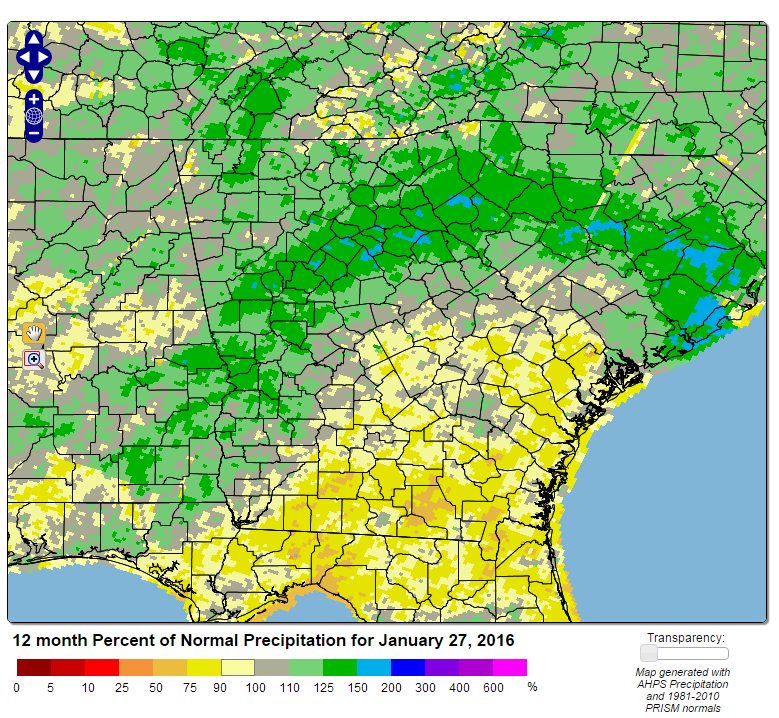 12 month Percent of Normal Precipitation for January 27, 2016
0 5 10 25 50 75 90 100 110 125 150 200 300 400 600 %
Transparency:
Map generated with
AHPS Precipitation
and 1981-2010
PRISM normals